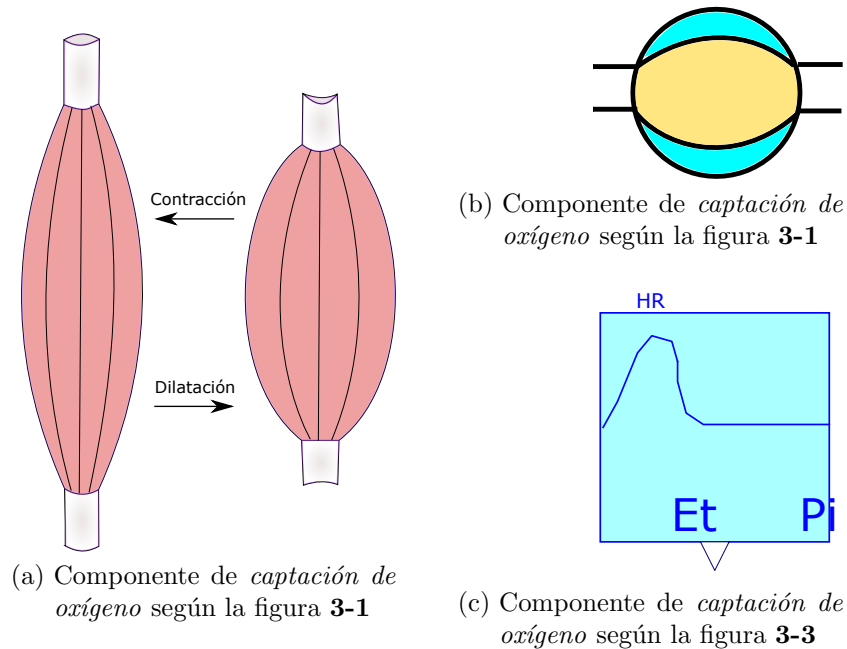 Contracción
Dilatación
(a) Componente de captación de
oxígeno según la figura 3-1
(b) Componente de captación de
oxígeno según la figura 3-1
HR
Et
Pi
(c) Componente de captación de
oxígeno según la figura 3-3